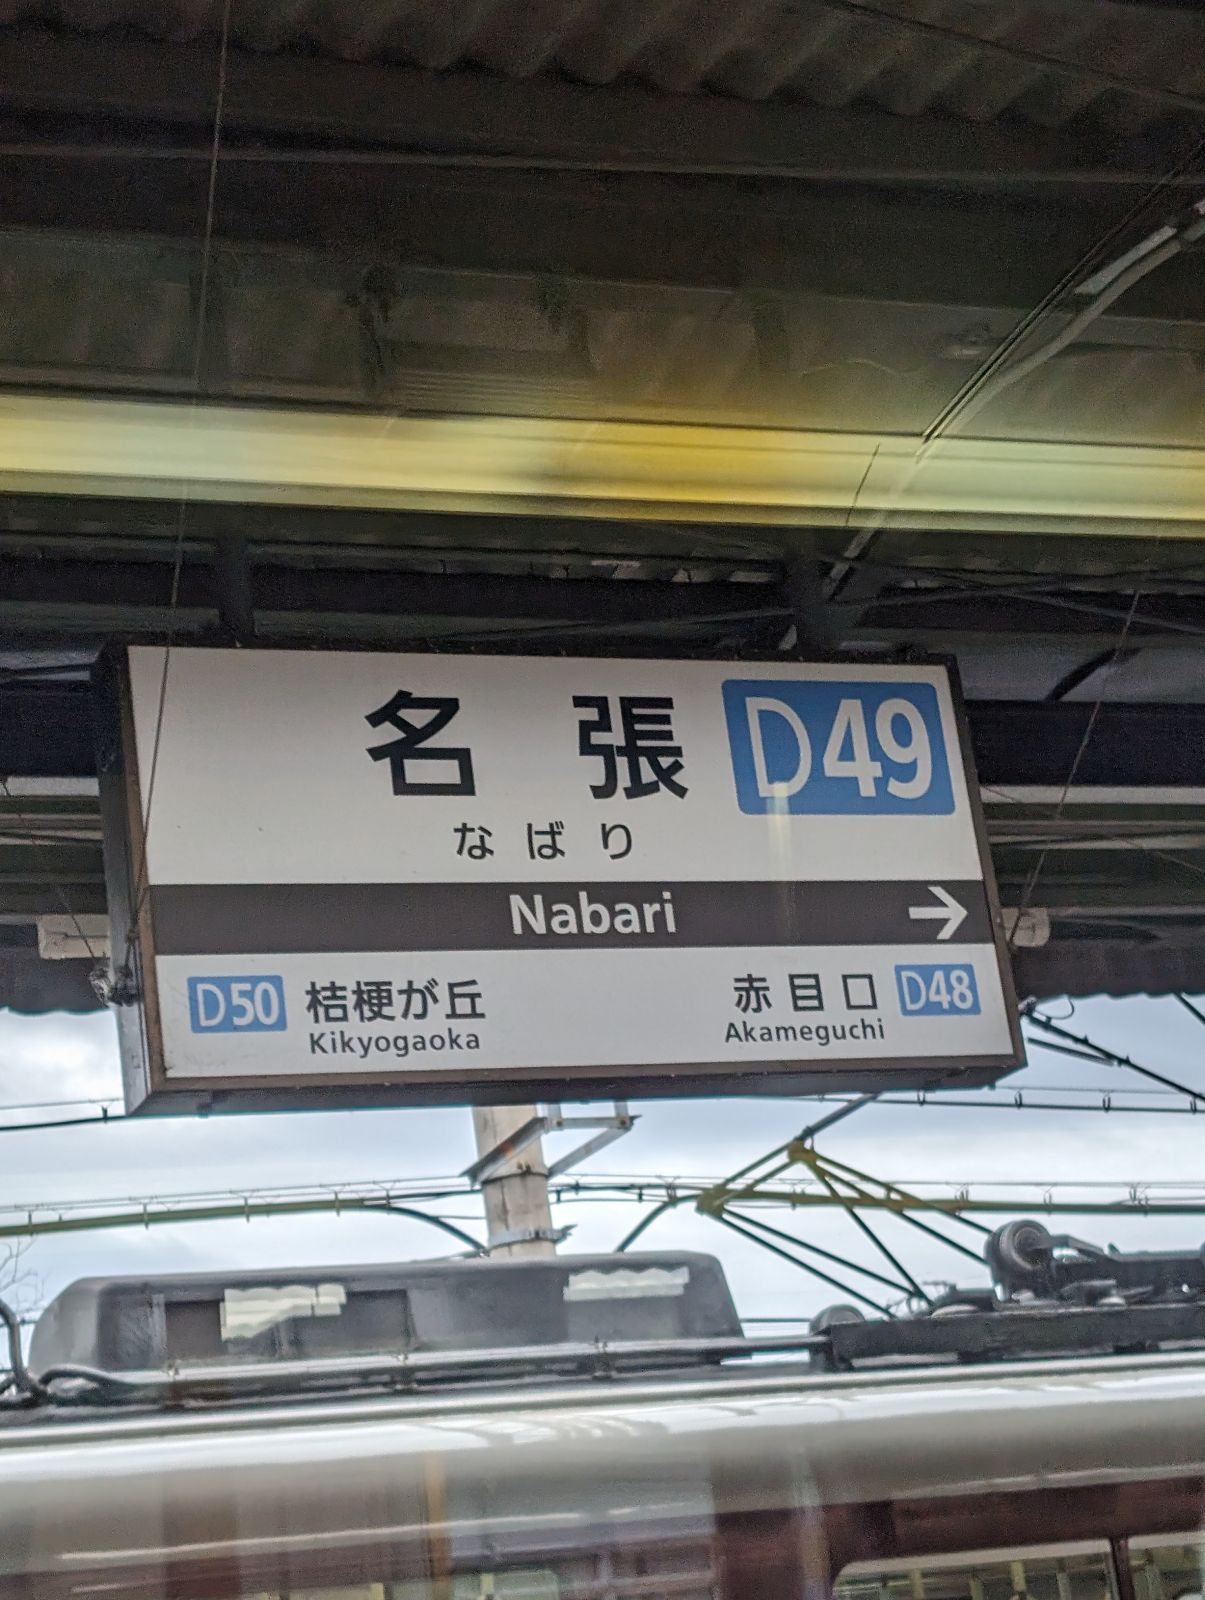 名張 D49
なばり
Nabari →
D50 桔梗が丘 赤目口 D48
Kikyogaoka Akameguchi